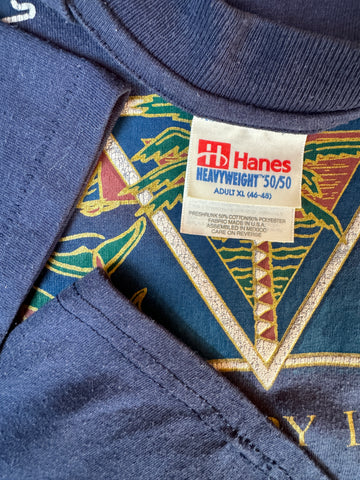 Hanes
HEAVYWEIGHT™ 50/50
ADULT XL (46-48)
PRESHRUNK 50% COTTON/50% POLYESTER
FABRIC MADE IN U.S.A.
ASSEMBLED IN MEXICO
CARE ON REVERSE